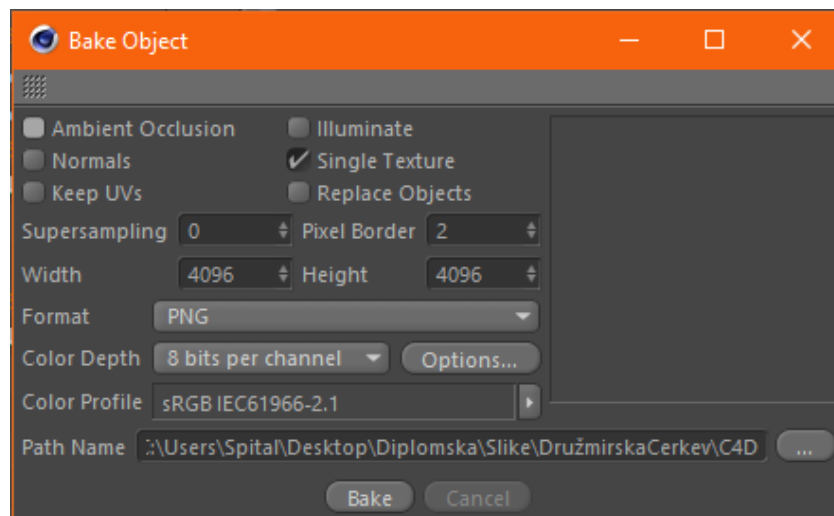 Bake Object
Ambient Occlusion Illuminate
Normals Single Texture
Keep UVs Replace Objects
Supersampling 0 Pixel Border 2
Width 4096 Height 4096
Format PNG
Color Depth 8 bits per channel Options...
Color Profile sRGB IEC61966-2.1
Path Name :\Users\Spital\Desktop\Diplomska\Slike\DružmirskaCerkev\C4D ...
Bake Cancel